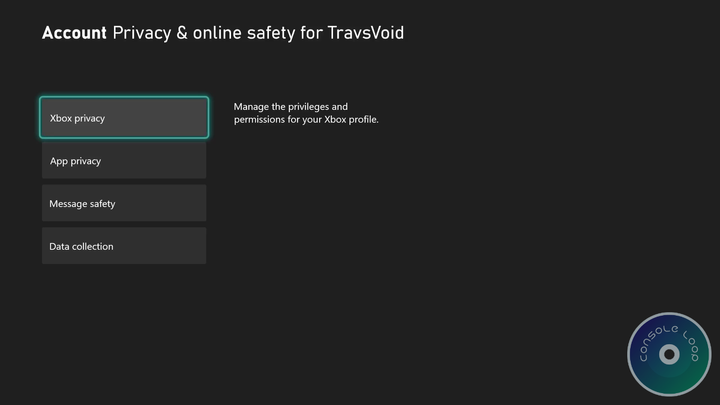 Account Privacy & online safety for TravsVoid
Xbox privacy
Manage the privileges and
permissions for your Xbox profile.
App privacy
Message safety
Data collection
CONSOLE LOOP